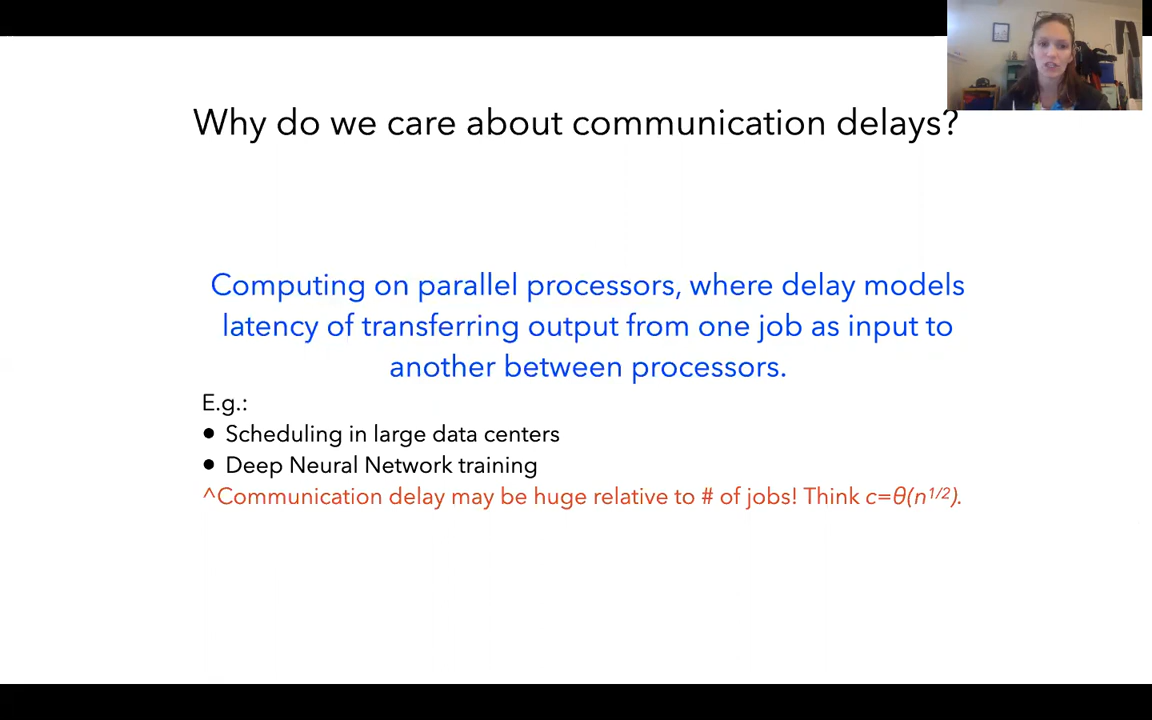 Why do we care about communication delays?
Computing on parallel processors, where delay models
latency of transferring output from one job as input to
another between processors.
E.g.:
● Scheduling in large data centers
● Deep Neural Network training
^Communication delay may be huge relative to # of jobs! Think c=θ(n^1/2).